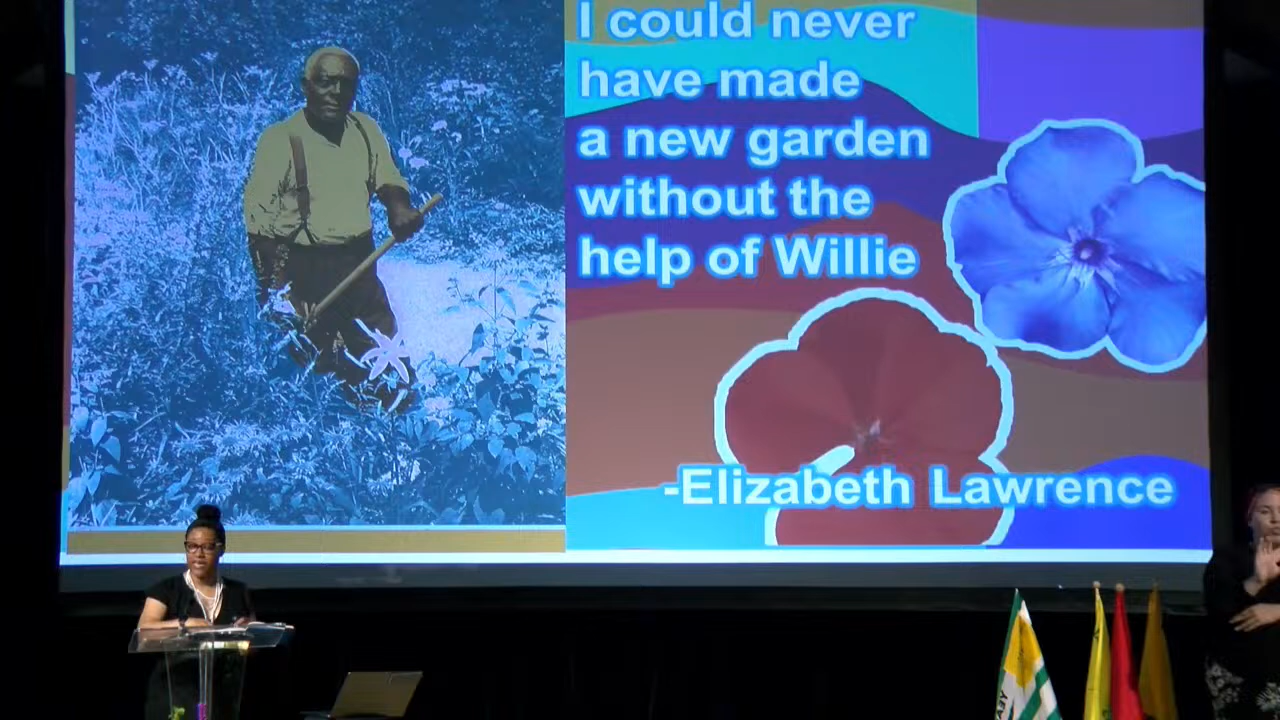 I could never
have made
a new garden
without the
help of Willie
-Elizabeth Lawrence